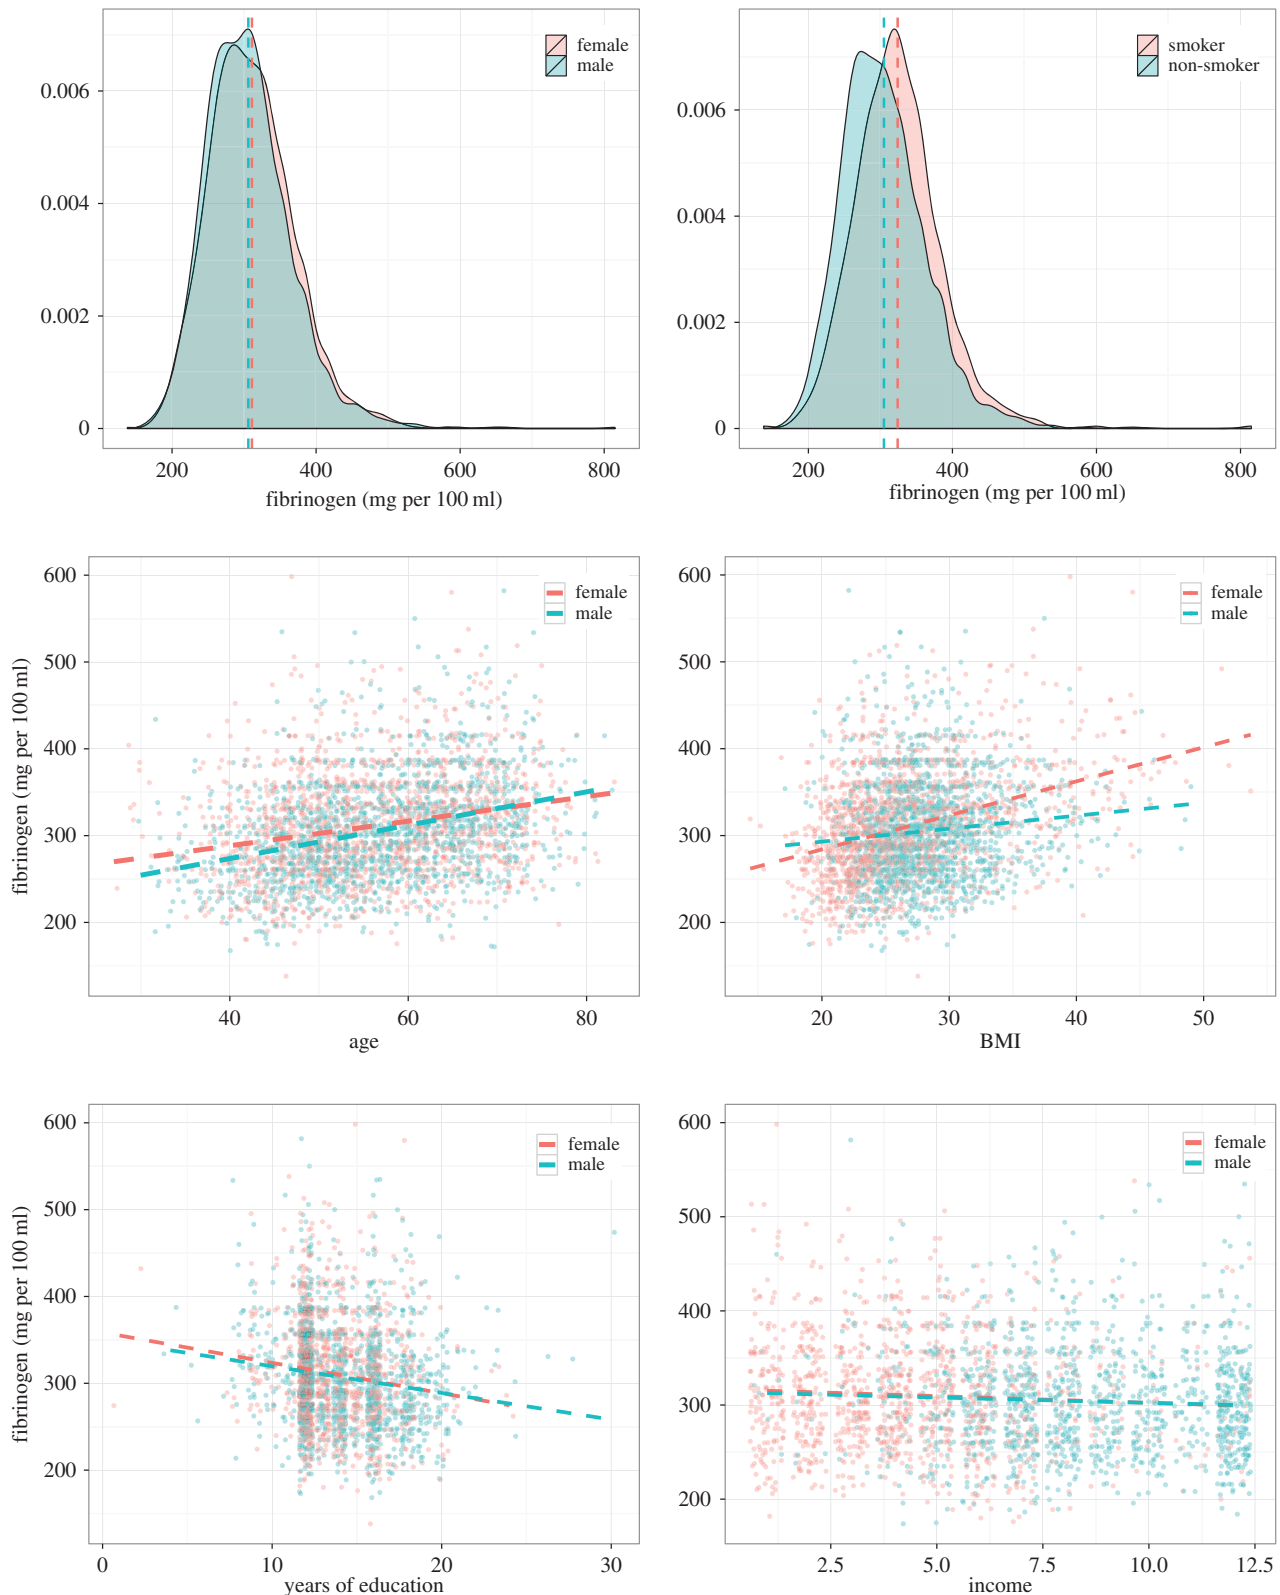 female
male
0.006
0.004
0.002
0
200 400 600 800
fibrinogen (mg per 100 ml)
smoker
non-smoker
0.006
0.004
0.002
0
200 400 600 800
fibrinogen (mg per 100 ml)
female
male
600
500
400
300
200
fibrinogen (mg per 100 ml)
40 60 80
age
female
male
600
500
400
300
200
20 30 40 50
BMI
female
male
600
500
400
300
200
fibrinogen (mg per 100 ml)
0 10 20 30
years of education
female
male
600
500
400
300
200
2.5 5.0 7.5 10.0 12.5
income